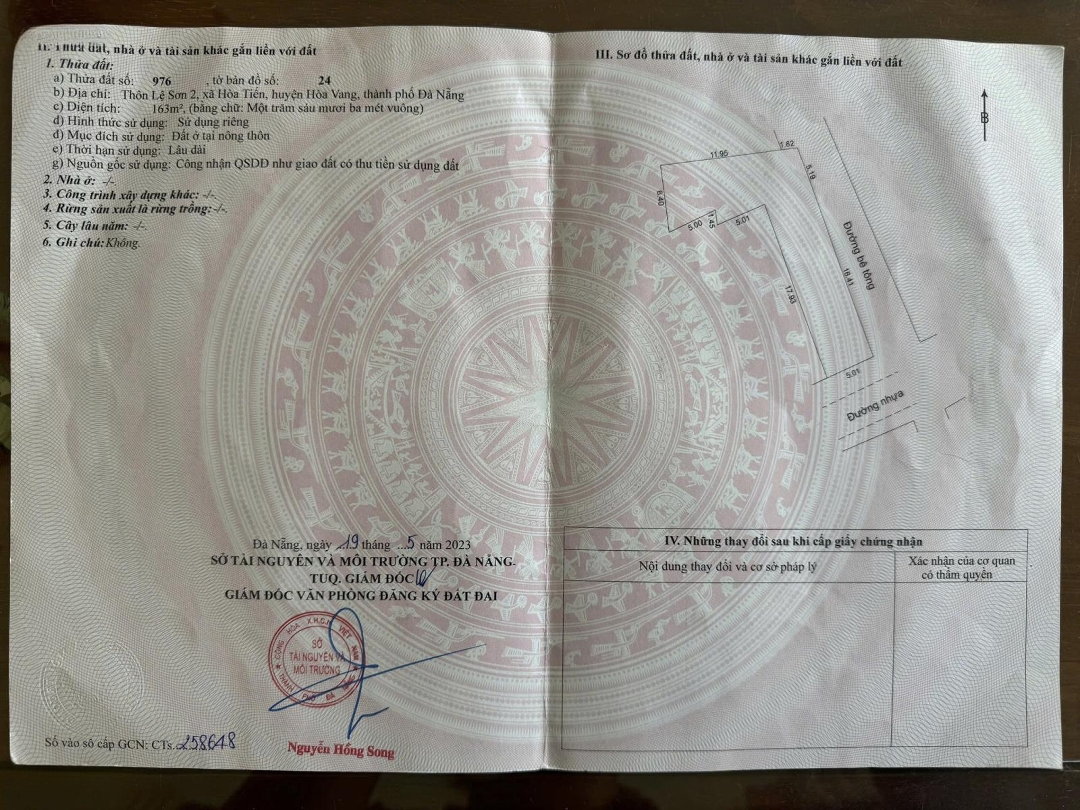 II. Thửa đất, nhà ở và tài sản khác gắn liền với đất
1. Thửa đất:
a) Thửa đất số: 976 , tờ bản đồ số: 24
b) Địa chỉ: Thôn Lệ Sơn 2, xã Hòa Tiến, huyện Hòa Vang, thành phố Đà Nẵng
c) Diện tích: 163m², (bằng chữ: Một trăm sáu mươi ba mét vuông)
d) Hình thức sử dụng: Sử dụng riêng
đ) Mục đích sử dụng: Đất ở tại nông thôn
e) Thời hạn sử dụng: Lâu dài
g) Nguồn gốc sử dụng: Công nhận QSDĐ như giao đất có thu tiền sử dụng đất
2. Nhà ở: -/-.
3. Công trình xây dựng khác: -/-.
4. Rừng sản xuất là rừng trồng: -/-.
5. Cây lâu năm: -/-.
6. Ghi chú: Không.
Đà Nẵng, ngày 19 tháng 5 năm 2023
SỞ TÀI NGUYÊN VÀ MÔI TRƯỜNG TP. ĐÀ NẴNG
TUQ. GIÁM ĐỐC
GIÁM ĐỐC VĂN PHÒNG ĐĂNG KÝ ĐẤT ĐAI
CỘNG HÒA X.H.C.N VIỆT NAM
SỞ
TÀI NGUYÊN VÀ
MÔI TRƯỜNG
THÀNH PHỐ ĐÀ NẴNG
Nguyễn Hồng Song
Số vào sổ cấp GCN: CTs 258648
III. Sơ đồ thửa đất, nhà ở và tài sản khác gắn liền với đất
B
11.95
1.62
5.19
6.40
5.00
1.45
5.01
Đường bê tông
16.41
17.93
5.01
Đường nhựa
IV. Những thay đổi sau khi cấp giấy chứng nhận
Nội dung thay đổi và cơ sở pháp lý
Xác nhận của cơ quan
có thẩm quyền